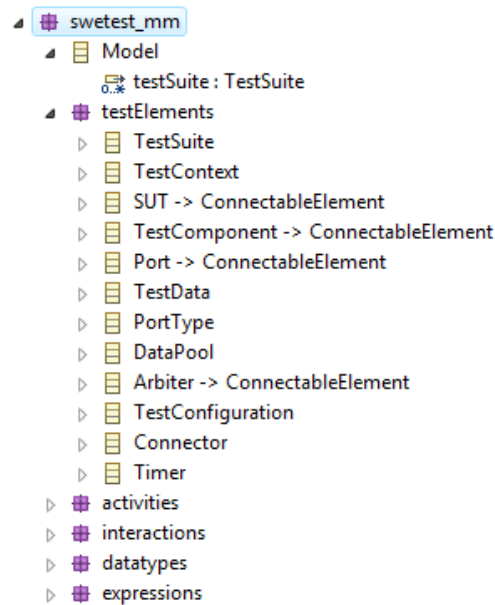 swetest_mm
Model
0..* testSuite : TestSuite
testElements
TestSuite
TestContext
SUT -> ConnectableElement
TestComponent -> ConnectableElement
Port -> ConnectableElement
TestData
PortType
DataPool
Arbiter -> ConnectableElement
TestConfiguration
Connector
Timer
activities
interactions
datatypes
expressions